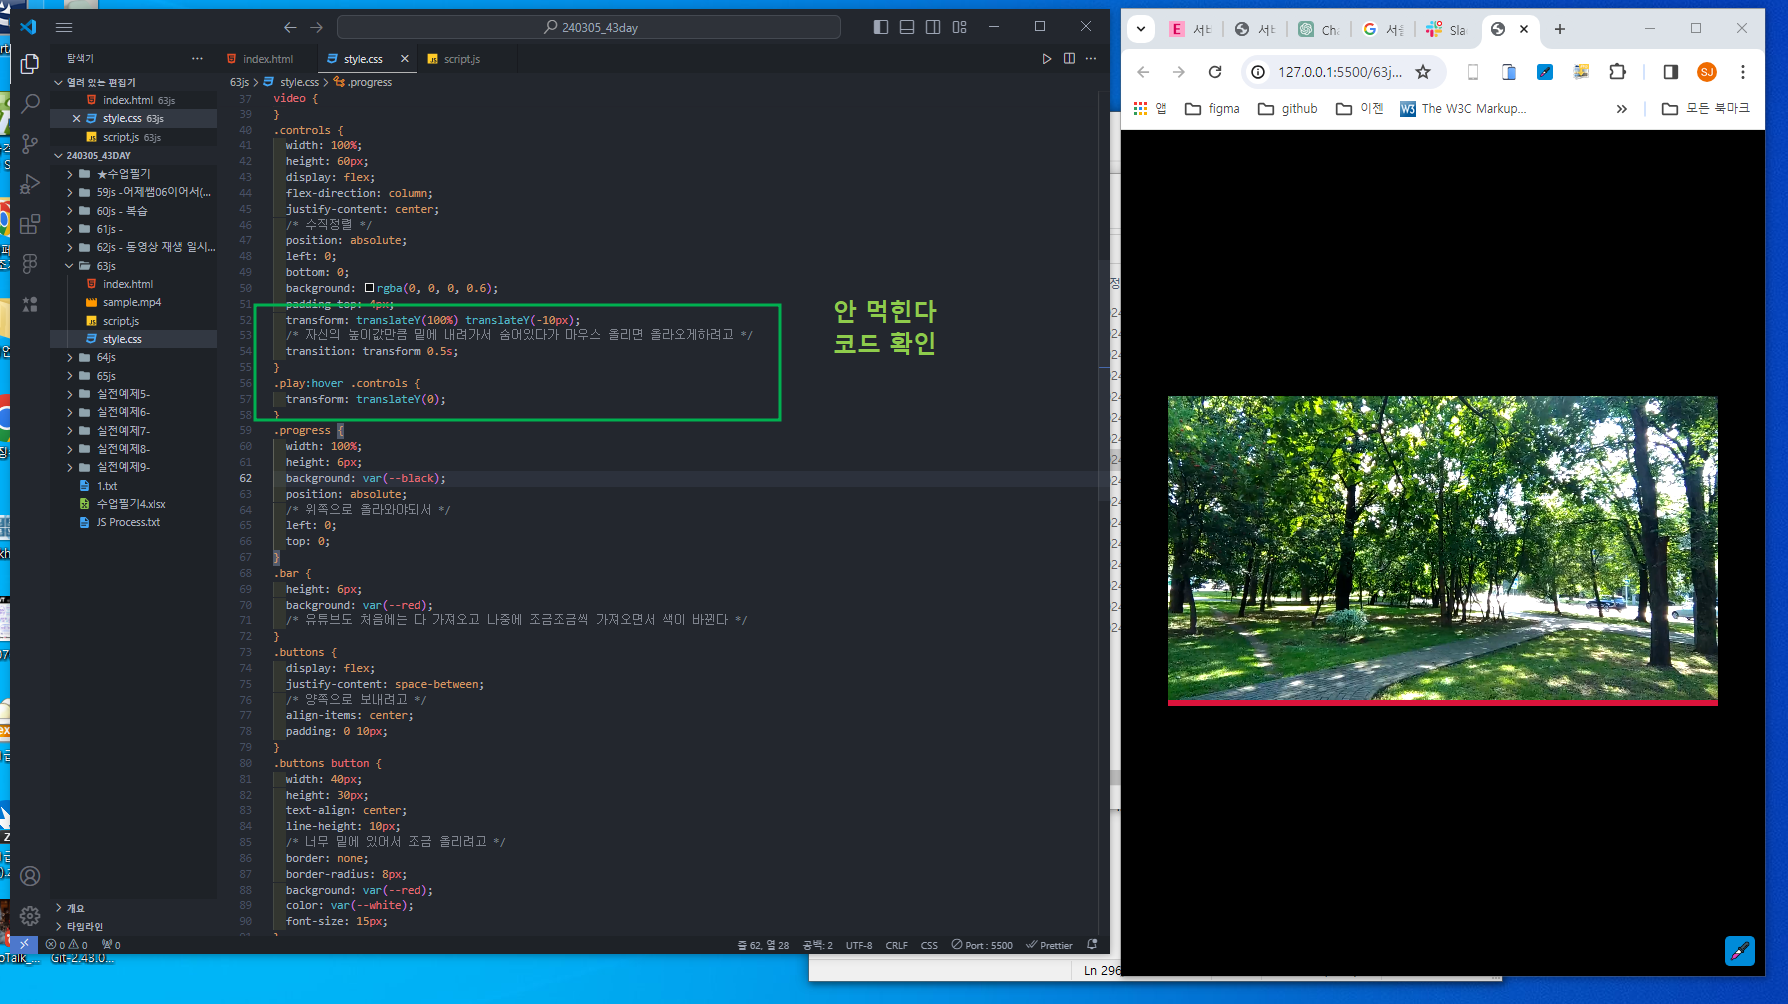 240305_43day
탐색기
index.html
style.css
script.js
열려 있는 편집기
index.html 63js
style.css 63js
script.js 63js
240305_43DAY
★수업필기
59js -어제쌤06이어서(...
60js - 복습
61js -
62js - 동영상 재생 일시...
63js
index.html
sample.mp4
script.js
style.css
64js
65js
실전예제5-
실전예제6-
실전예제7-
실전예제8-
실전예제9-
1.txt
수업필기4.xlsx
JS Process.txt
개요
타임라인
63js > style.css > .progress
37 video {
39 }
40 .controls {
41 width: 100%;
42 height: 60px;
43 display: flex;
44 flex-direction: column;
45 justify-content: center;
46 /* 수직정렬 */
47 position: absolute;
48 left: 0;
49 bottom: 0;
50 background: rgba(0, 0, 0, 0.6);
51 padding-top: 4px;
52 transform: translateY(100%) translateY(-10px);
53 /* 자신의 높이값만큼 밑에 내려가서 숨어있다가 마우스 올리면 올라오게하려고 */
54 transition: transform 0.5s;
55 }
56 .play:hover .controls {
57 transform: translateY(0);
58 }
59 .progress {
60 width: 100%;
61 height: 6px;
62 background: var(--black);
63 position: absolute;
64 /* 위쪽으로 올라와야되서 */
65 left: 0;
66 top: 0;
67 }
68 .bar {
69 height: 6px;
70 background: var(--red);
71 /* 유튜브도 처음에는 다 가져오고 나중에 조금조금씩 가져오면서 색이 바뀐다 */
72 }
73 .buttons {
74 display: flex;
75 justify-content: space-between;
76 /* 양쪽으로 보내려고 */
77 align-items: center;
78 padding: 0 10px;
79 }
80 .buttons button {
81 width: 40px;
82 height: 30px;
83 text-align: center;
84 line-height: 10px;
85 /* 너무 밑에 있어서 조금 올리려고 */
86 border: none;
87 border-radius: 8px;
88 background: var(--red);
89 color: var(--white);
90 font-size: 15px;
안 먹힌다
코드 확인
0 0 0
줄 62, 열 28
공백: 2
UTF-8
CRLF
CSS
Port : 5500
Prettier
Git-2.43.0...
Ln 296
E 서비
서비
Cha
서울
Sla
127.0.0.1:5500/63j...
SJ
앱
figma
github
이젠
W3 The W3C Markup...
모든 북마크